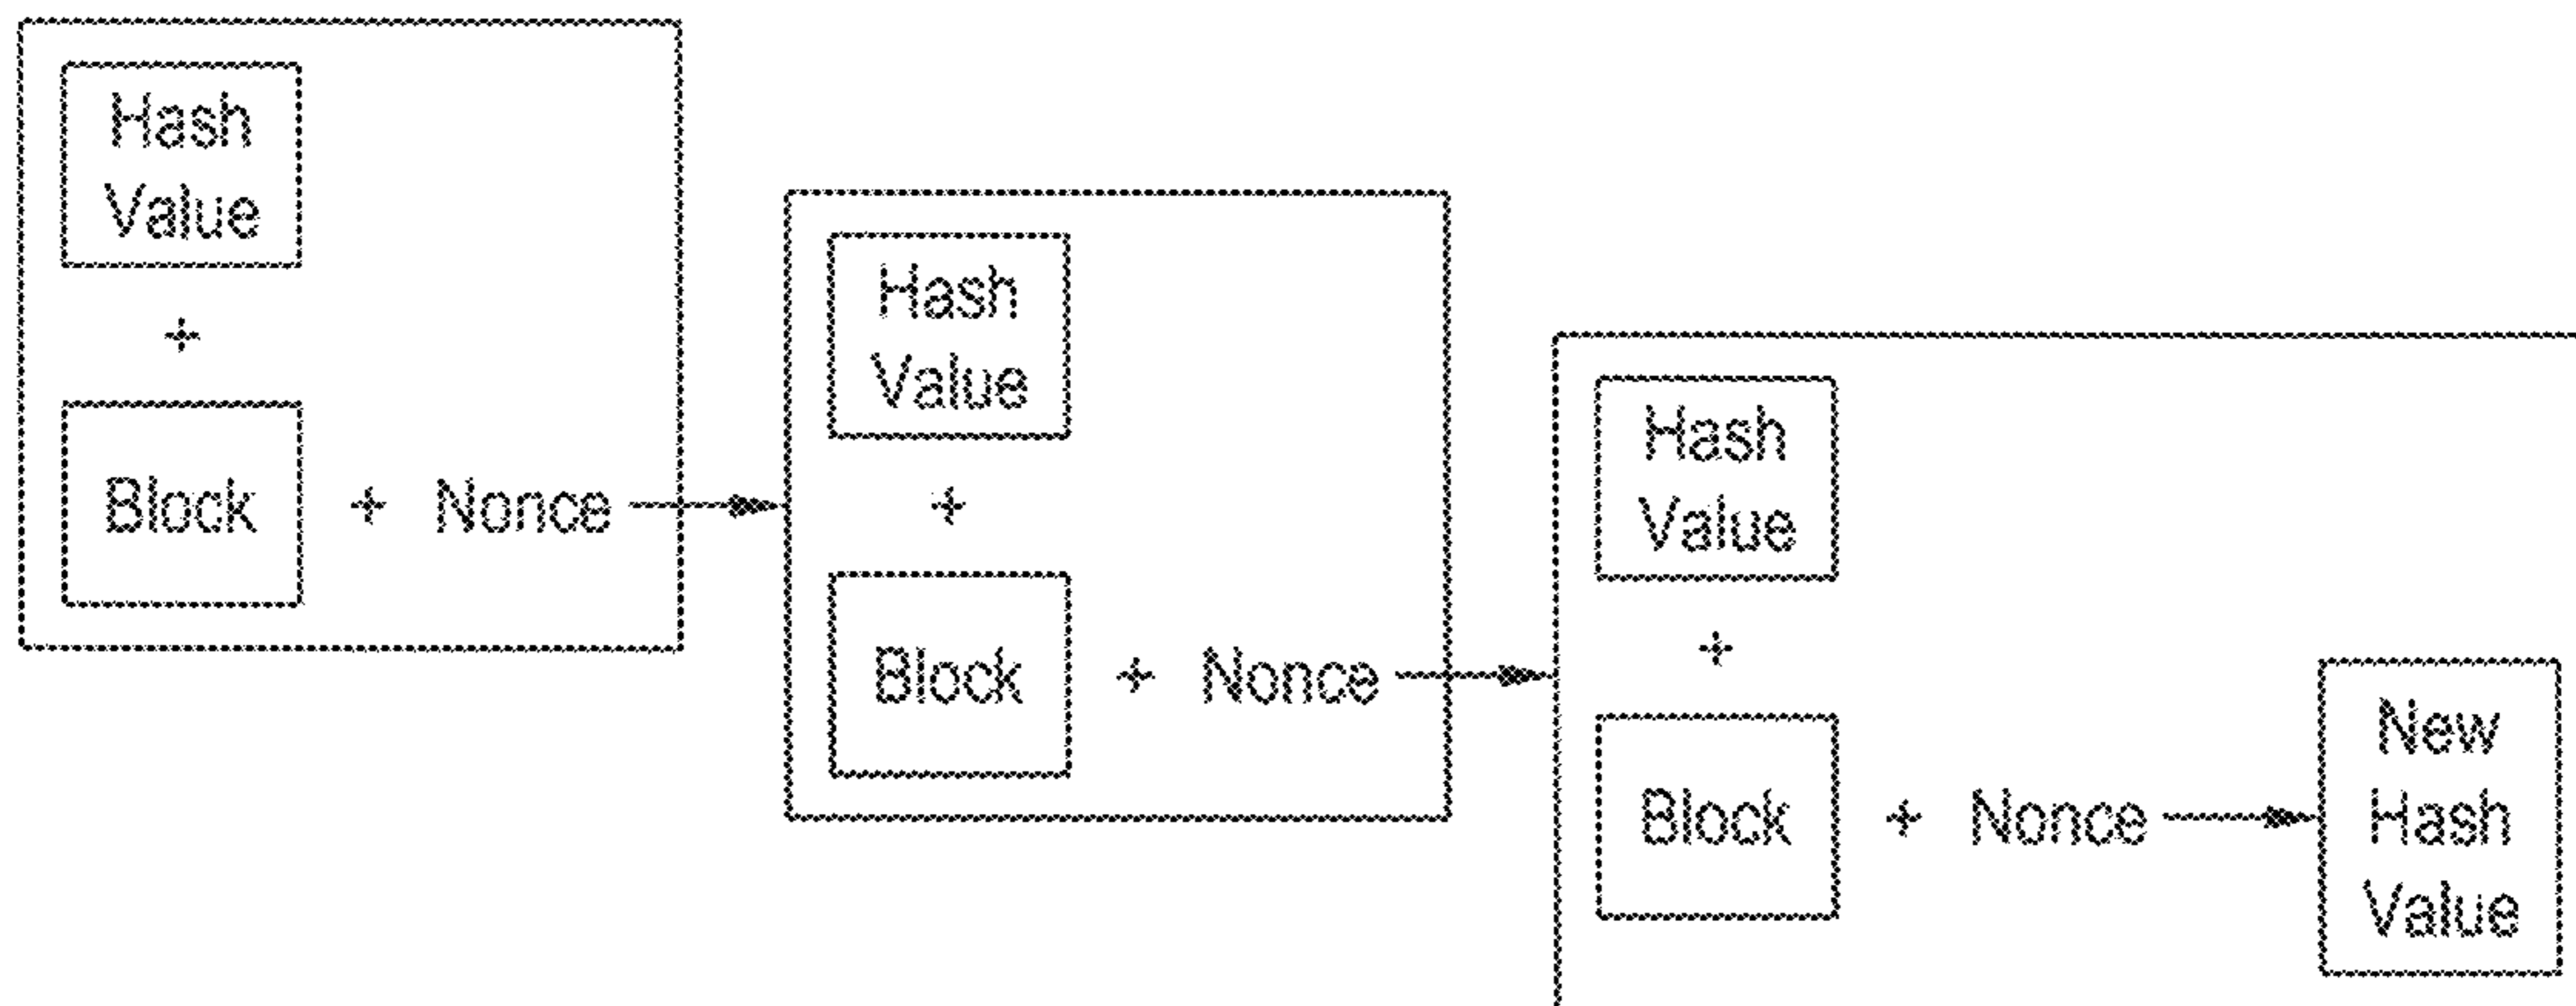 Hash
Value
+
Block + Nonce
Hash
Value
+
Block + Nonce
Hash
Value
+
Block + Nonce
New
Hash
Value